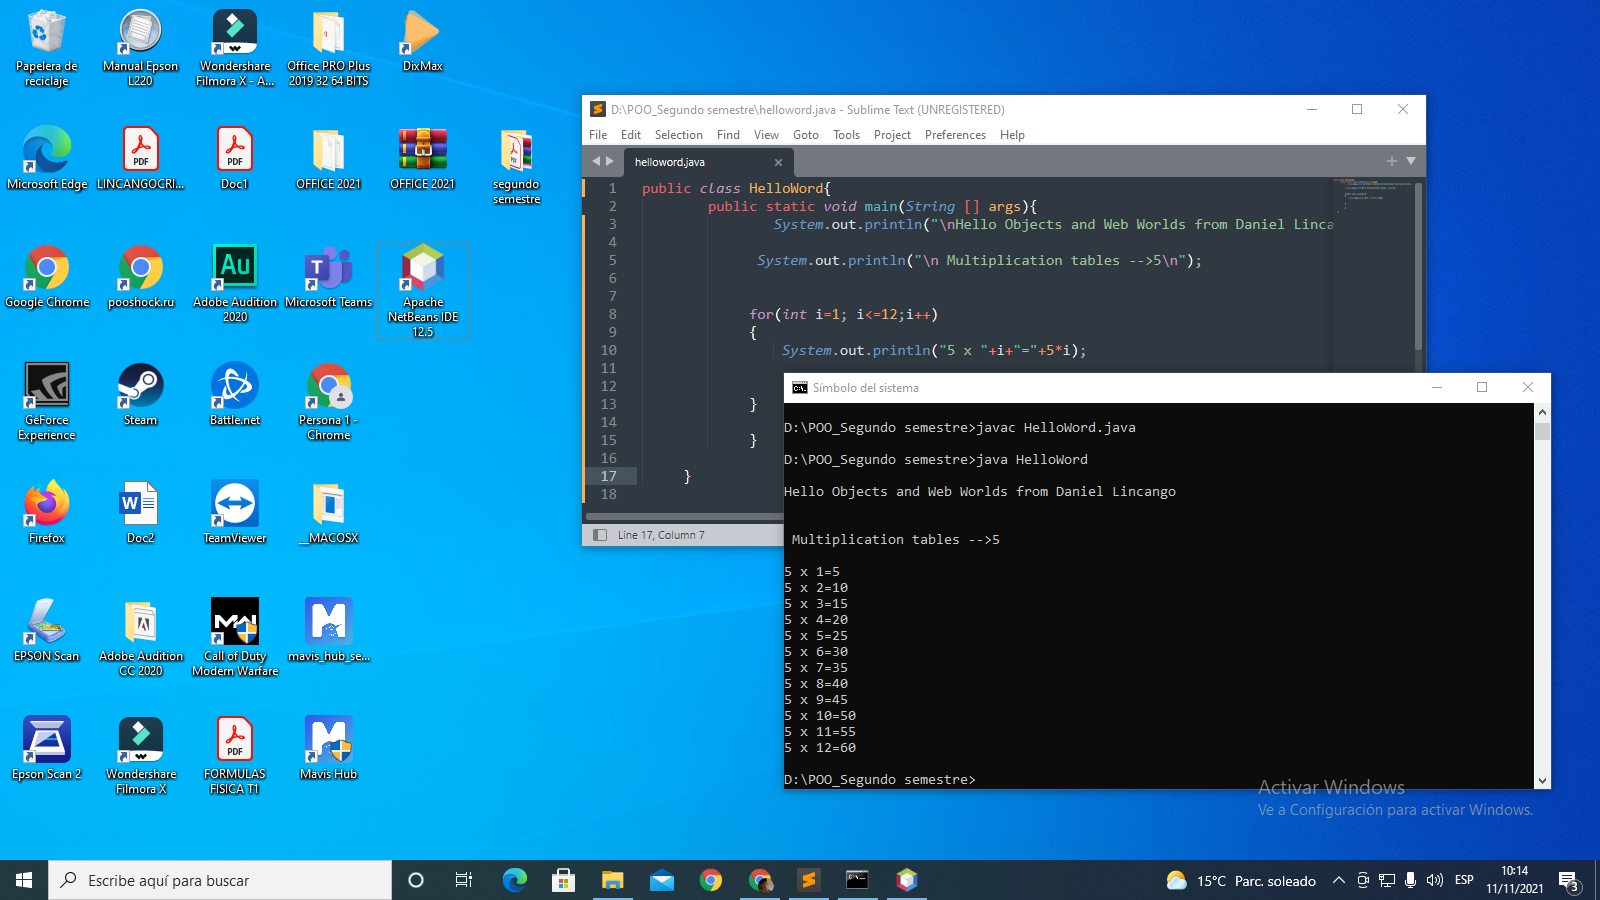 Papelera de
reciclaje
Manual Epson
L220
Wondershare
Filmora X - A...
Office PRO Plus
2019 32 64 BITS
DixMax
Microsoft Edge
LINCANGOCRI...
Doc1
OFFICE 2021
OFFICE 2021
segundo
semestre
Google Chrome
pooshock.ru
Adobe Audition
2020
Microsoft Teams
Apache
NetBeans IDE
12.5
GeForce
Experience
Steam
Battle.net
Persona 1 -
Chrome
Firefox
Doc2
TeamViewer
__MACOSX
EPSON Scan
Adobe Audition
CC 2020
Call of Duty
Modern Warfare
mavis_hub_se...
Epson Scan 2
Wondershare
Filmora X
FORMULAS
FISICA T1
Mavis Hub
PDF
PDF
Au
T
W
MW
PDF
D:\POO_Segundo semestre\helloword.java - Sublime Text (UNREGISTERED)
File Edit Selection Find View Goto Tools Project Preferences Help
helloword.java
1 public class HelloWord{
2 public static void main(String [] args){
3 System.out.println("\nHello Objects and Web Worlds from Daniel Linca
4
5 System.out.println("\n Multiplication tables -->5\n");
6
7
8 for(int i=1; i<=12;i++)
9 {
10 System.out.println("5 x "+i+"="+5*i);
11
12
13 }
14
15 }
16
17 }
18
Line 17, Column 7
Símbolo del sistema
D:\POO_Segundo semestre>javac HelloWord.java
D:\POO_Segundo semestre>java HelloWord
Hello Objects and Web Worlds from Daniel Lincango
Multiplication tables -->5
5 x 1=5
5 x 2=10
5 x 3=15
5 x 4=20
5 x 5=25
5 x 6=30
5 x 7=35
5 x 8=40
5 x 9=45
5 x 10=50
5 x 11=55
5 x 12=60
D:\POO_Segundo semestre>
Activar Windows
Ve a Configuración para activar Windows.
Escribe aquí para buscar
15°C Parc. soleado
ESP
10:14
11/11/2021
3